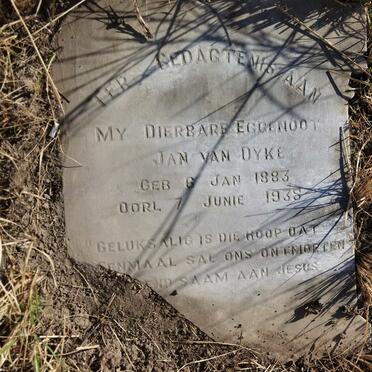 TER GEDAGTENIS AAN
MY DIERBARE EGGENOOT
JAN VAN DYKE
GEB 6 JAN 1883
OORL 7 JUNIE 1938
"GELUKSALIG IS DIE HOOP DAT
EENMAAL SAL ONS ONTMOETEN
SAAM AAN JESUS